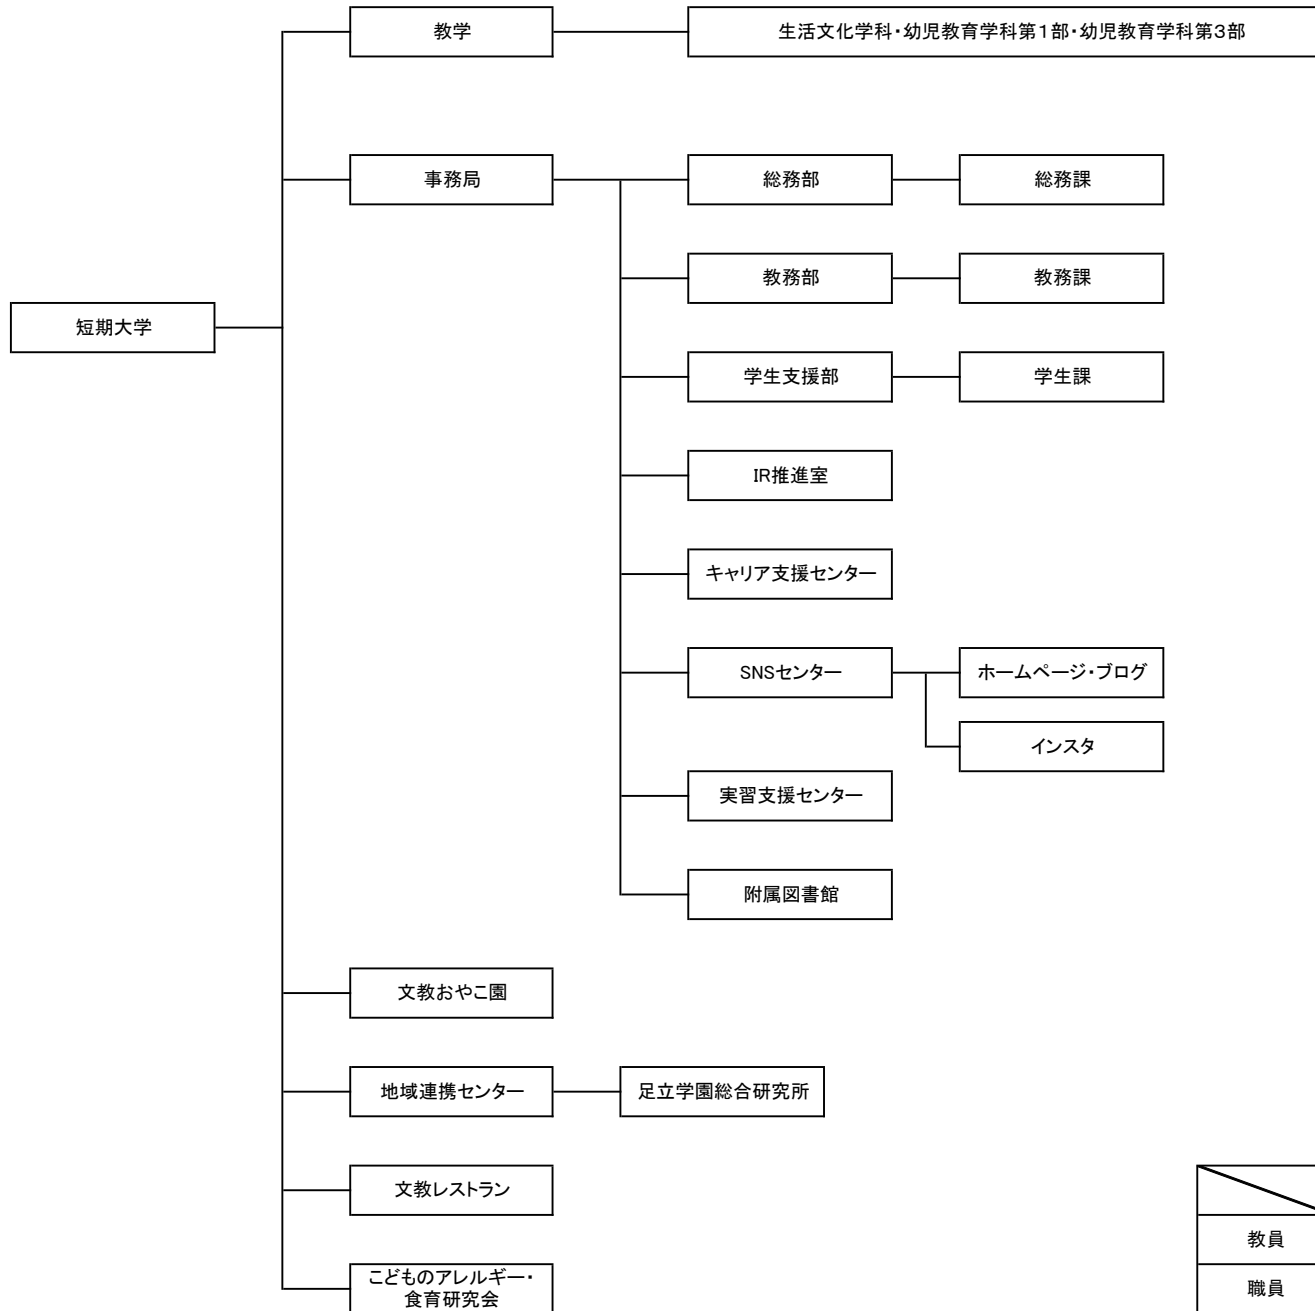 教学
生活文化学科・幼児教育学科第1部・幼児教育学科第3部
事務局
総務部
総務課
教務部
教務課
短期大学
学生支援部
学生課
IR推進室
キャリア支援センター
SNSセンター
ホームページ・ブログ
インスタ
実習支援センター
附属図書館
文教おやこ園
地域連携センター
足立学園総合研究所
文教レストラン
教員
こどものアレルギー・
食育研究会
職員